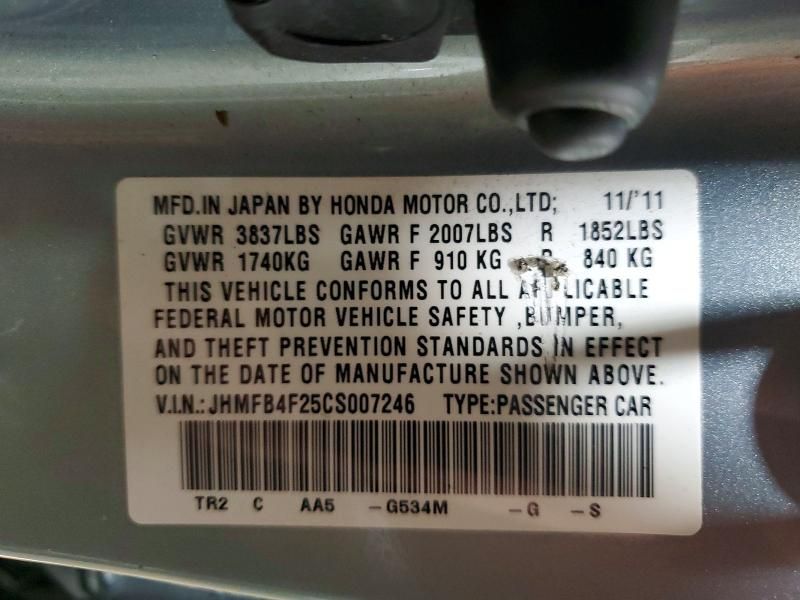 MFD.IN JAPAN BY HONDA MOTOR CO.,LTD; 11/'11
GVWR 3837LBS GAWR F 2007LBS R 1852LBS
GVWR 1740KG GAWR F 910 KG R 840 KG
THIS VEHICLE CONFORMS TO ALL APPLICABLE
FEDERAL MOTOR VEHICLE SAFETY ,BUMPER,
AND THEFT PREVENTION STANDARDS IN EFFECT
ON THE DATE OF MANUFACTURE SHOWN ABOVE.
V.I.N.:JHMFB4F25CS007246 TYPE:PASSENGER CAR
TR2 C AA5 -G534M -G -S